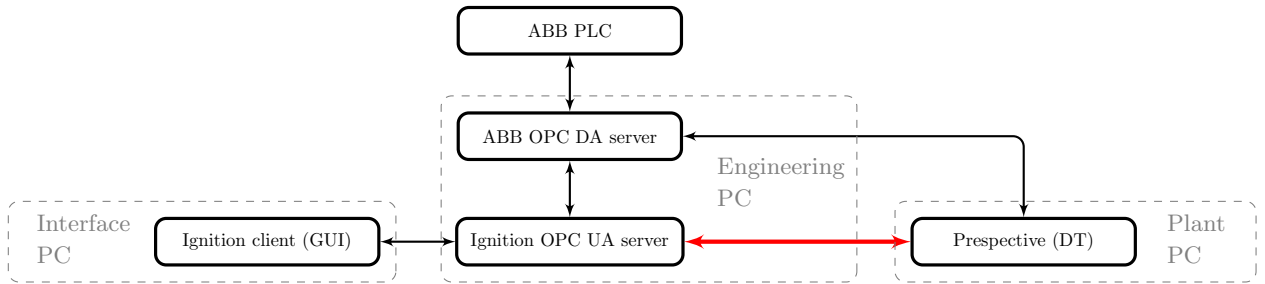 ABB PLC
ABB OPC DA server
Engineering
PC
Interface
PC
Ignition client (GUI)
Ignition OPC UA server
Prespective (DT)
Plant
PC